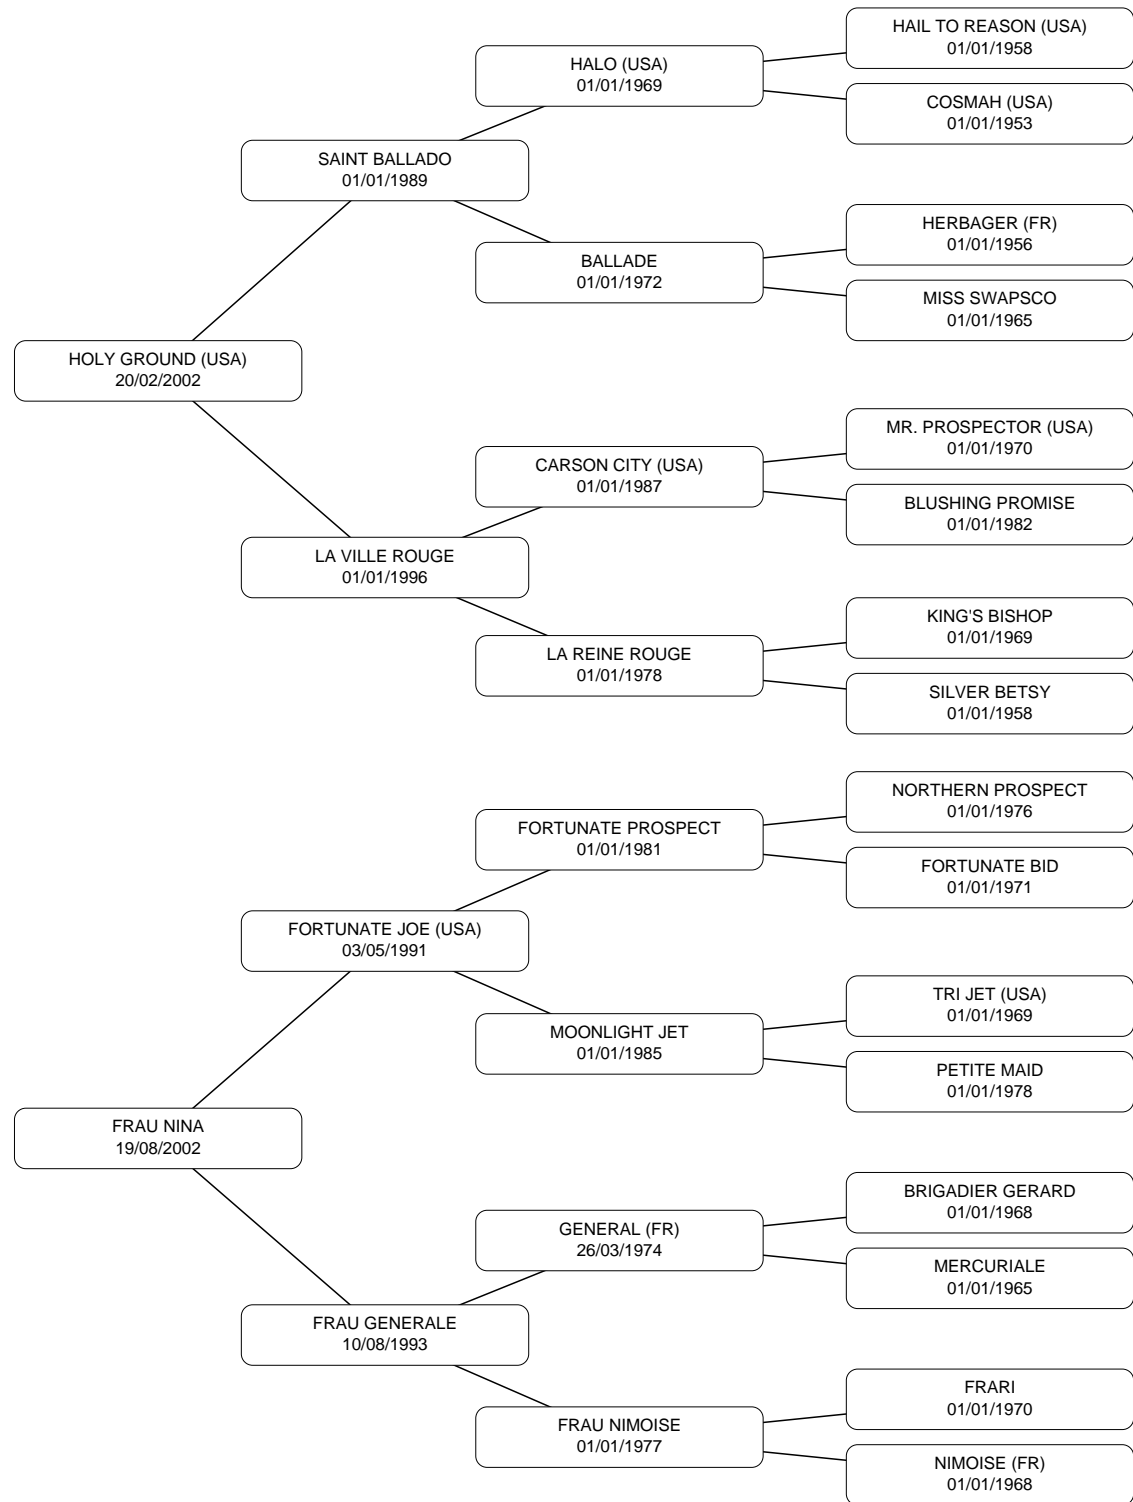 HAIL TO REASON (USA)
01/01/1958
HALO (USA)
01/01/1969
COSMAH (USA)
01/01/1953
SAINT BALLADO
01/01/1989
HERBAGER (FR)
01/01/1956
BALLADE
01/01/1972
MISS SWAPSCO
01/01/1965
HOLY GROUND (USA)
20/02/2002
MR. PROSPECTOR (USA)
01/01/1970
CARSON CITY (USA)
01/01/1987
BLUSHING PROMISE
01/01/1982
LA VILLE ROUGE
01/01/1996
KING'S BISHOP
01/01/1969
LA REINE ROUGE
01/01/1978
SILVER BETSY
01/01/1958
NORTHERN PROSPECT
01/01/1976
FORTUNATE PROSPECT
01/01/1981
FORTUNATE BID
01/01/1971
FORTUNATE JOE (USA)
03/05/1991
TRI JET (USA)
01/01/1969
MOONLIGHT JET
01/01/1985
PETITE MAID
01/01/1978
FRAU NINA
19/08/2002
BRIGADIER GERARD
01/01/1968
GENERAL (FR)
26/03/1974
MERCURIALE
01/01/1965
FRAU GENERALE
10/08/1993
FRARI
01/01/1970
FRAU NIMOISE
01/01/1977
NIMOISE (FR)
01/01/1968